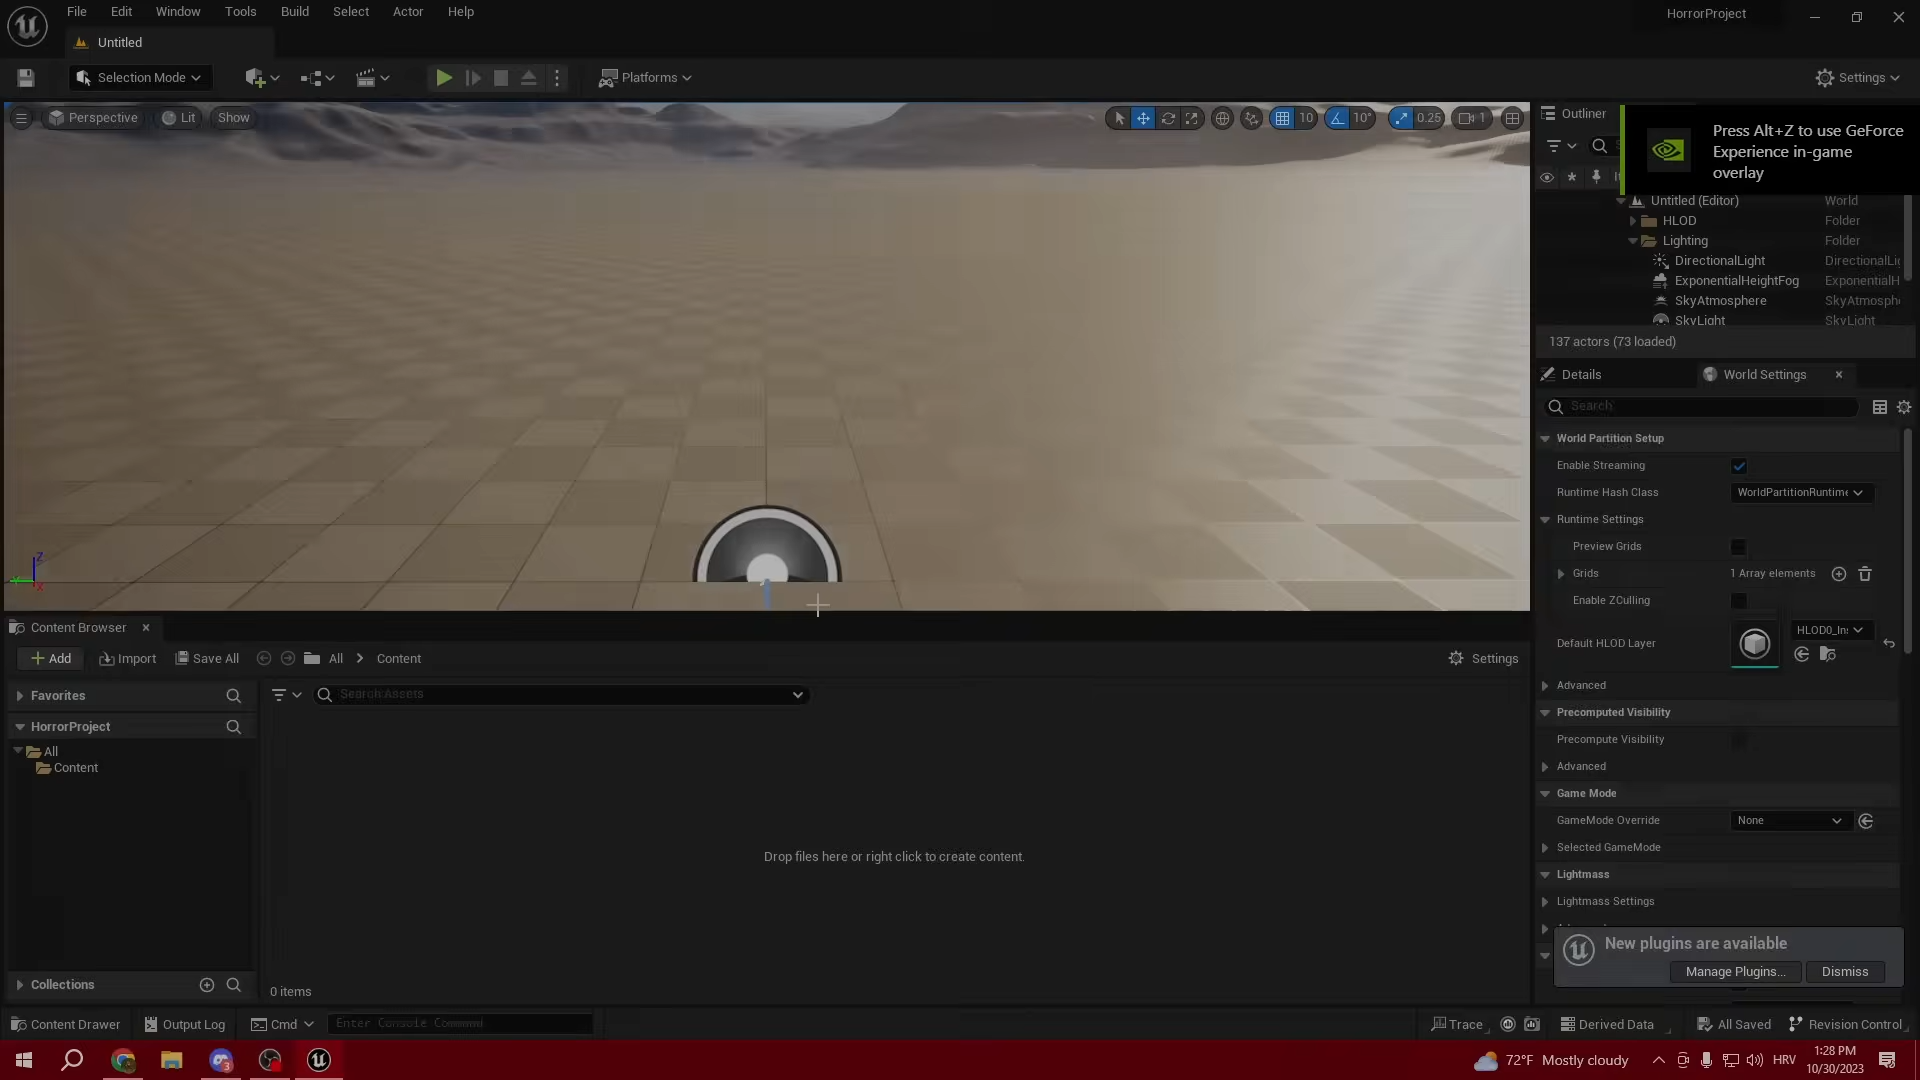 File Edit Window Tools Build Select Actor Help
HorrorProject
Untitled
Selection Mode
Platforms
Settings
Perspective Lit Show
10 10° 0.25 1
Outliner
Press Alt+Z to use GeForce
Experience in-game
overlay
Untitled (Editor) World
HLOD Folder
Lighting Folder
DirectionalLight DirectionalLig
ExponentialHeightFog ExponentialH
SkyAtmosphere SkyAtmosph
SkyLight SkyLight
137 actors (73 loaded)
Details World Settings
Search
World Partition Setup
Enable Streaming
Runtime Hash Class WorldPartitionRuntime
Runtime Settings
Preview Grids
Grids 1 Array elements
Enable ZCulling
Default HLOD Layer HLOD0_In
Advanced
Precomputed Visibility
Precompute Visibility
Advanced
Game Mode
GameMode Override None
Selected GameMode
Lightmass
Lightmass Settings
New plugins are available
Manage Plugins... Dismiss
Z
Y
X
Content Browser
Add Import Save All All > Content
Settings
Favorites
Search Assets
HorrorProject
All
Content
Drop files here or right click to create content.
Collections
0 items
Content Drawer Output Log Cmd Enter Console Command
Trace Derived Data All Saved Revision Control
3
72°F Mostly cloudy
HRV
1:28 PM
10/30/2023